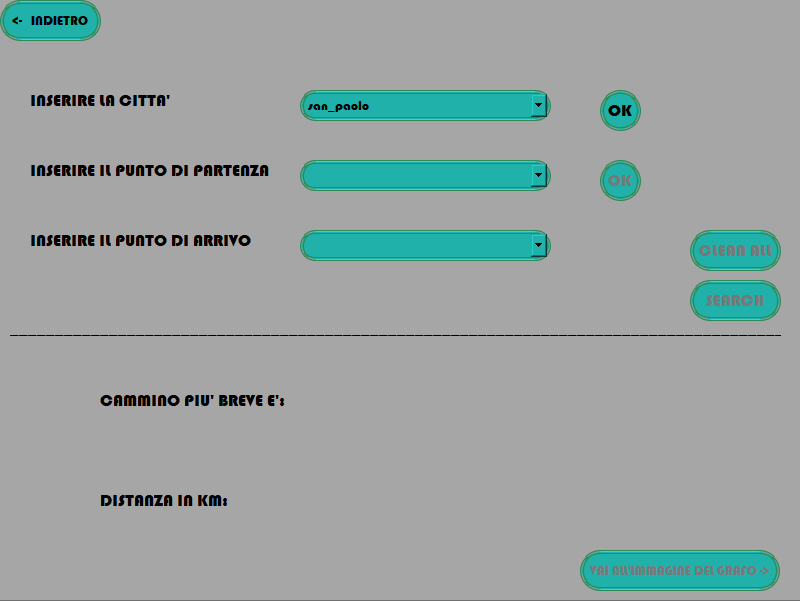 <- INDIETRO
INSERIRE LA CITTA'
san_paolo
OK
INSERIRE IL PUNTO DI PARTENZA
OK
INSERIRE IL PUNTO DI ARRIVO
CLEAN ALL
SEARCH
CAMMINO PIU' BREVE E':
DISTANZA IN KM:
VAI ALL'IMMAGINE DEL GRAFO ->